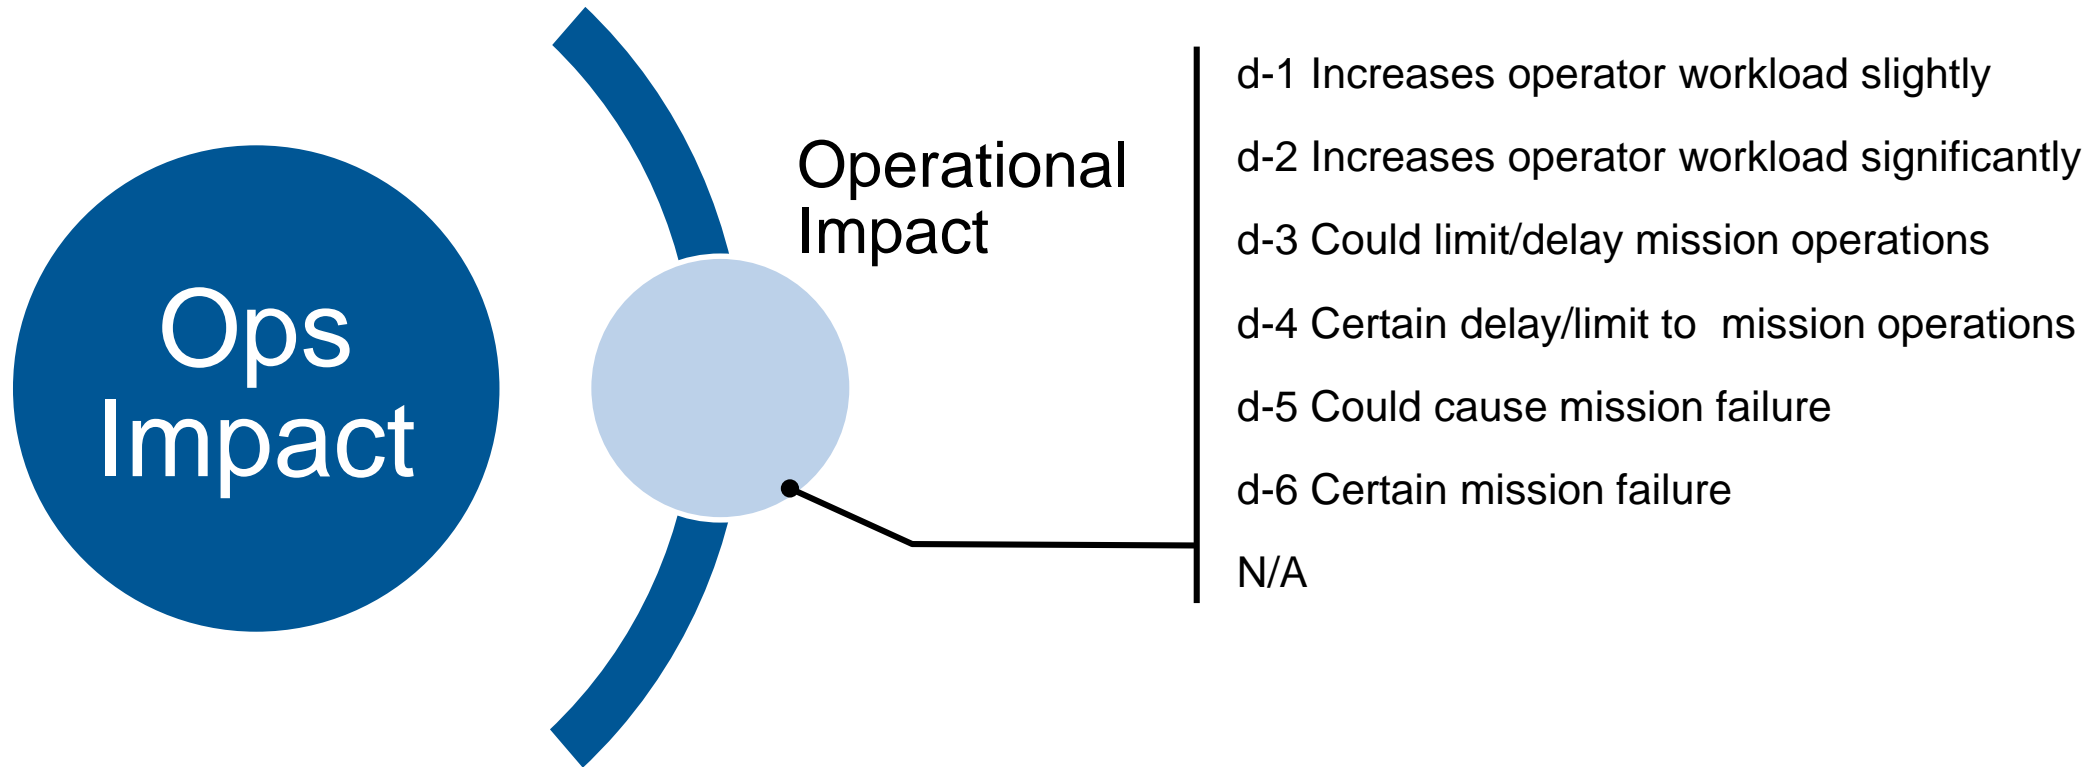 Ops
Impact
Operational
Impact
d-1 Increases operator workload slightly
d-2 Increases operator workload significantly
d-3 Could limit/delay mission operations
d-4 Certain delay/limit to  mission operations
d-5 Could cause mission failure
d-6 Certain mission failure
N/A